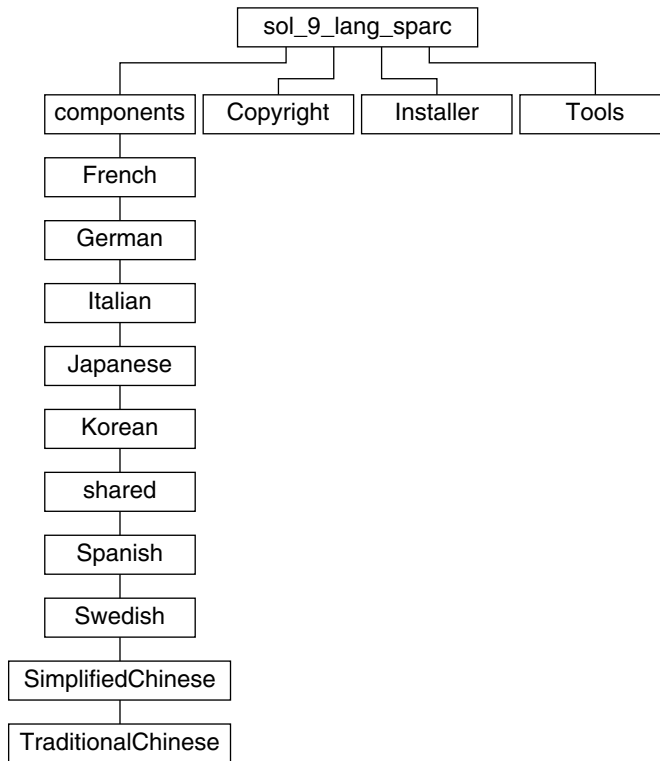 sol_9_lang_sparc
components
Copyright
Installer
Tools
French
German
Italian
Japanese
Korean
shared
Spanish
Swedish
SimplifiedChinese
TraditionalChinese